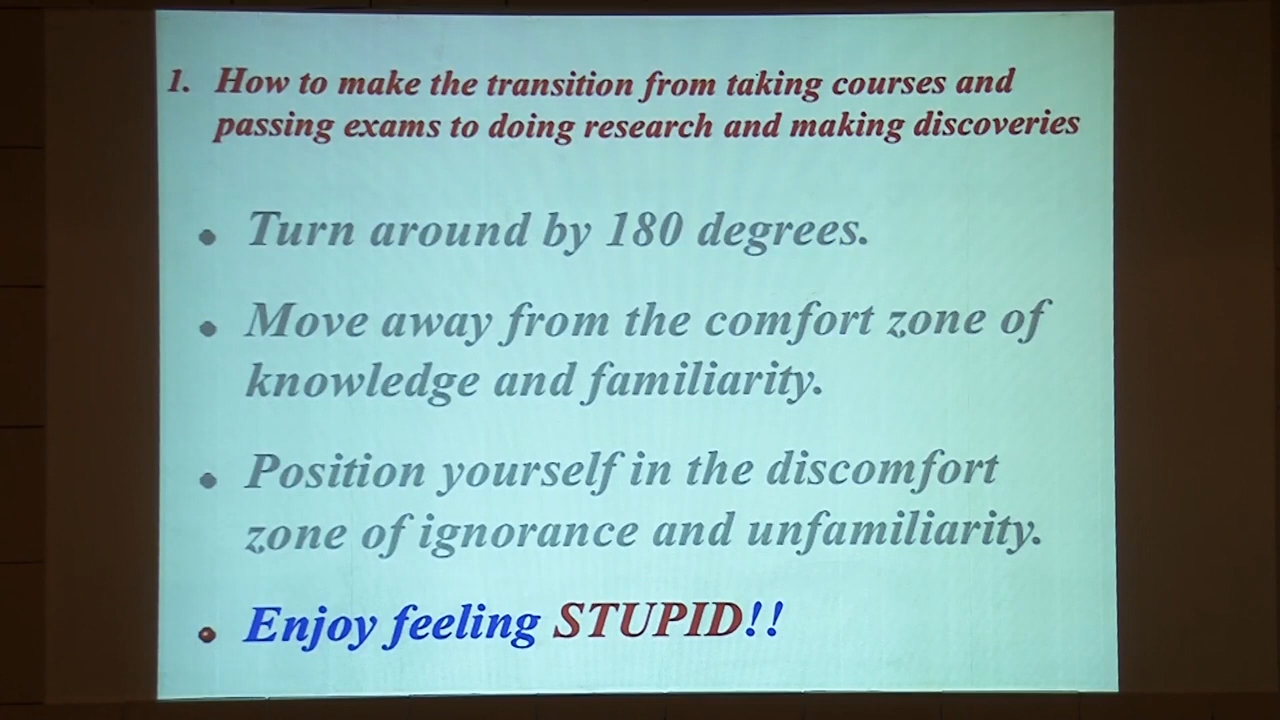 1. How to make the transition from taking courses and
passing exams to doing research and making discoveries
• Turn around by 180 degrees.
• Move away from the comfort zone of
knowledge and familiarity.
• Position yourself in the discomfort
zone of ignorance and unfamiliarity.
• Enjoy feeling STUPID!!